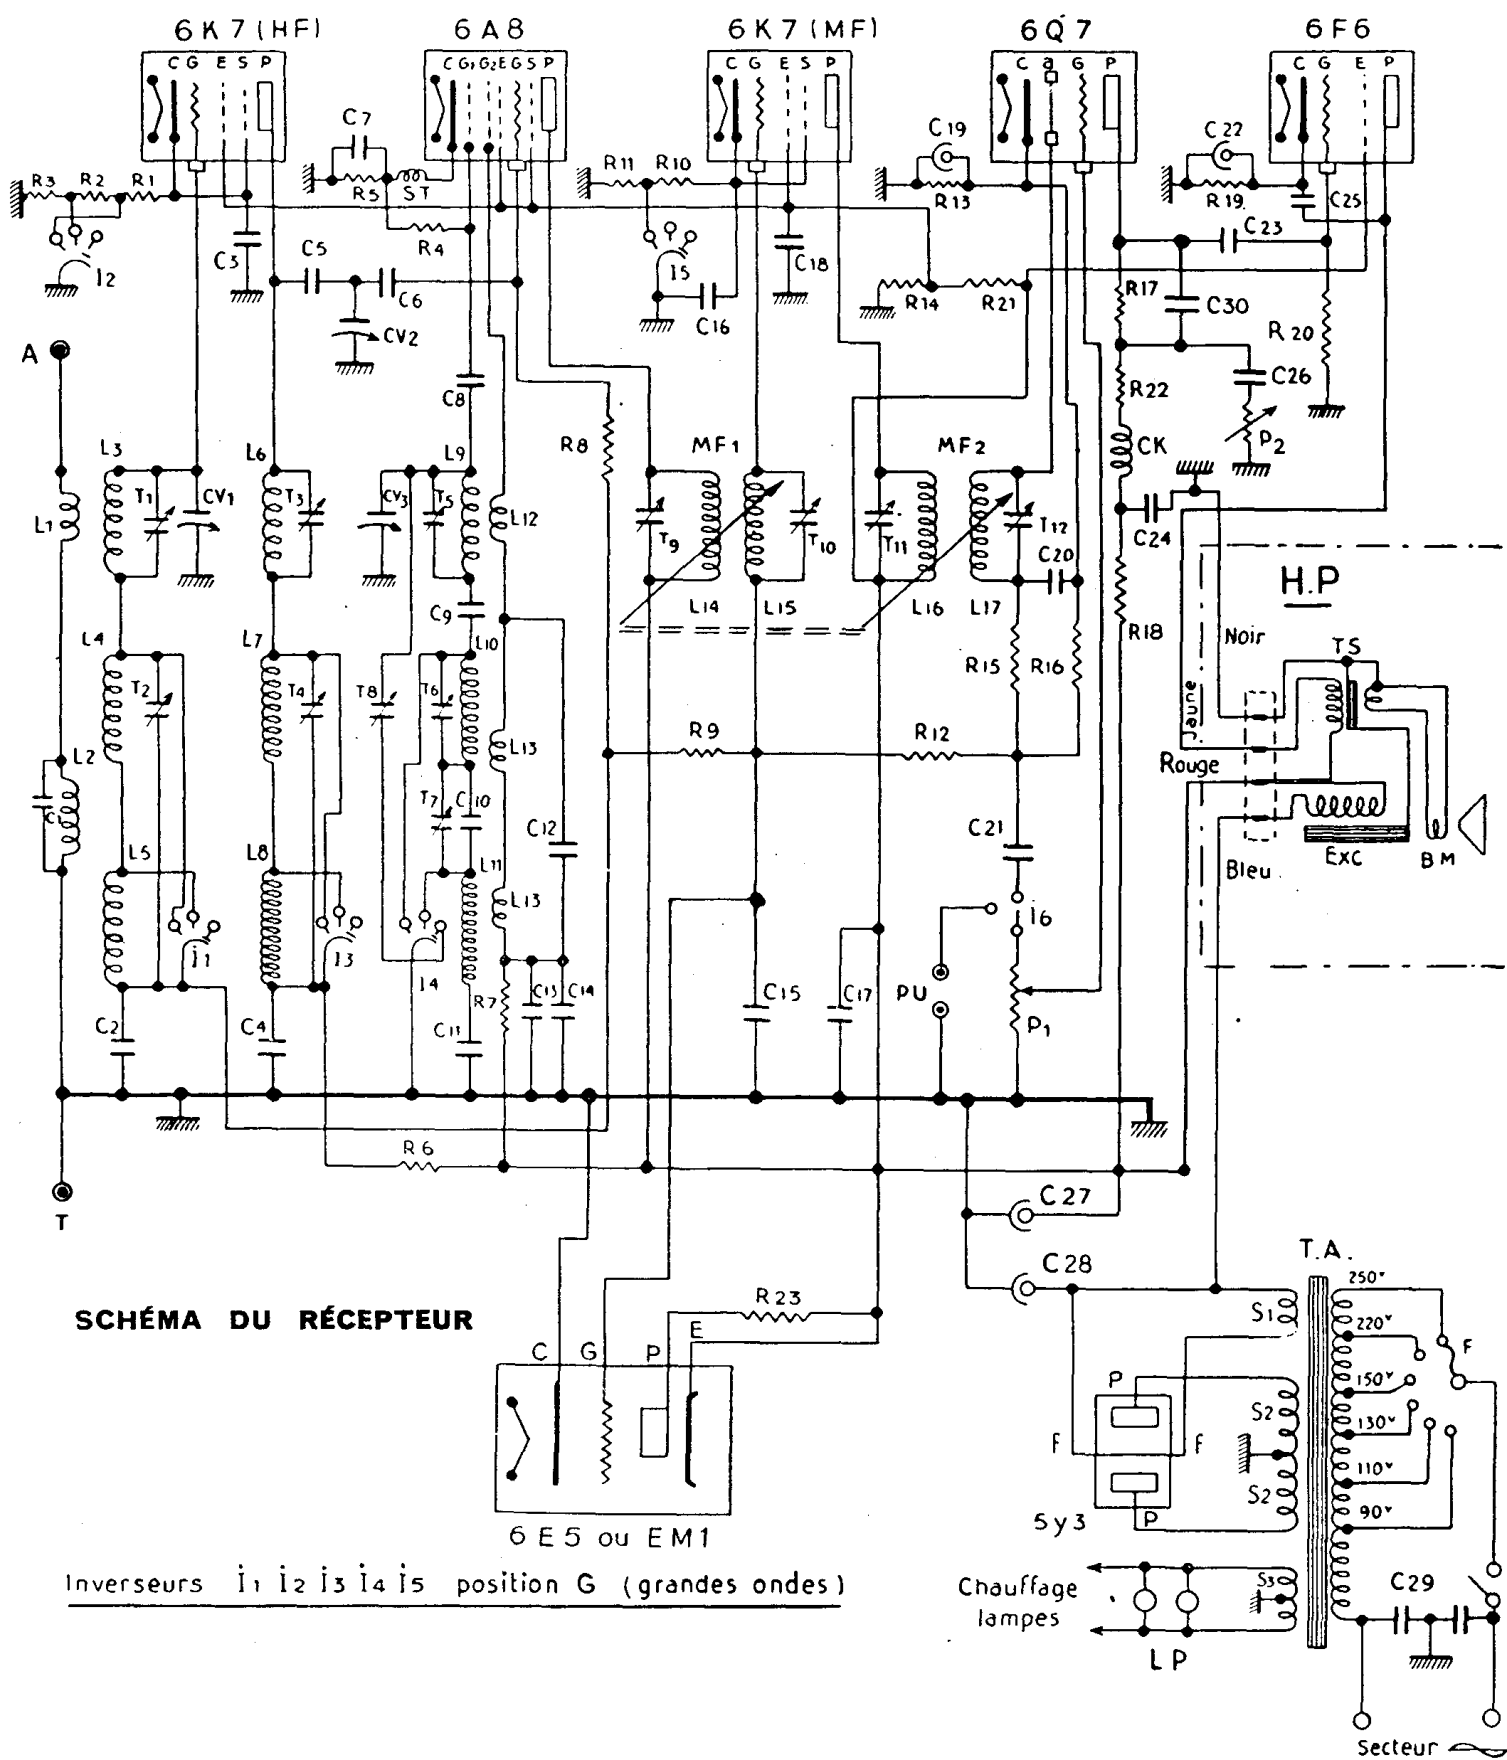 6K7(HF) 6A8 6K7(MF) 6Q7 6F6
C G E S P
C G1 G2 E G S P
C G E S P
C a G P
C G E P
C7 C19 C22
R3 R2 R1 R5 ST R11 R10 R13 R19 C25
R4 C23
I2 C3 C5 C6 I5 C18
R14 R21 R17 C30
CV2 C16 R20
A
C8 R22 C26
L3 L6 L9 R8 MF1 MF2 CK P2
T1 CV1 T3 CV3 T5
L1 L12 T9 T10 T11 T12 C24
C20
H.P
C9 L14 L15 L16 L17
L4 L7 L10 R15 R16 R18 Noir TS
T2 T4 T8 T6 Jaune
L2 L13 R9 R12 Rouge
C1 T7 C10 C12 C21
L5 L8 L11 Bleu Exc BM
L13 i6
i1 I3 I4
R7 C13 C14 C15 C17 PU P1
C2 C4 C11
R6
C27
T
C28 T.A.
250v
SCHÉMA DU RÉCEPTEUR
R23 S1 220v F
C G P E
150v
P S2 130v
F F
110v
S2
90v
5y3 P
6E5 ou EM1
Inverseurs i1 i2 i3 i4 i5 position G (grandes ondes)
Chauffage
lampes
S3 C29
LP
Secteur